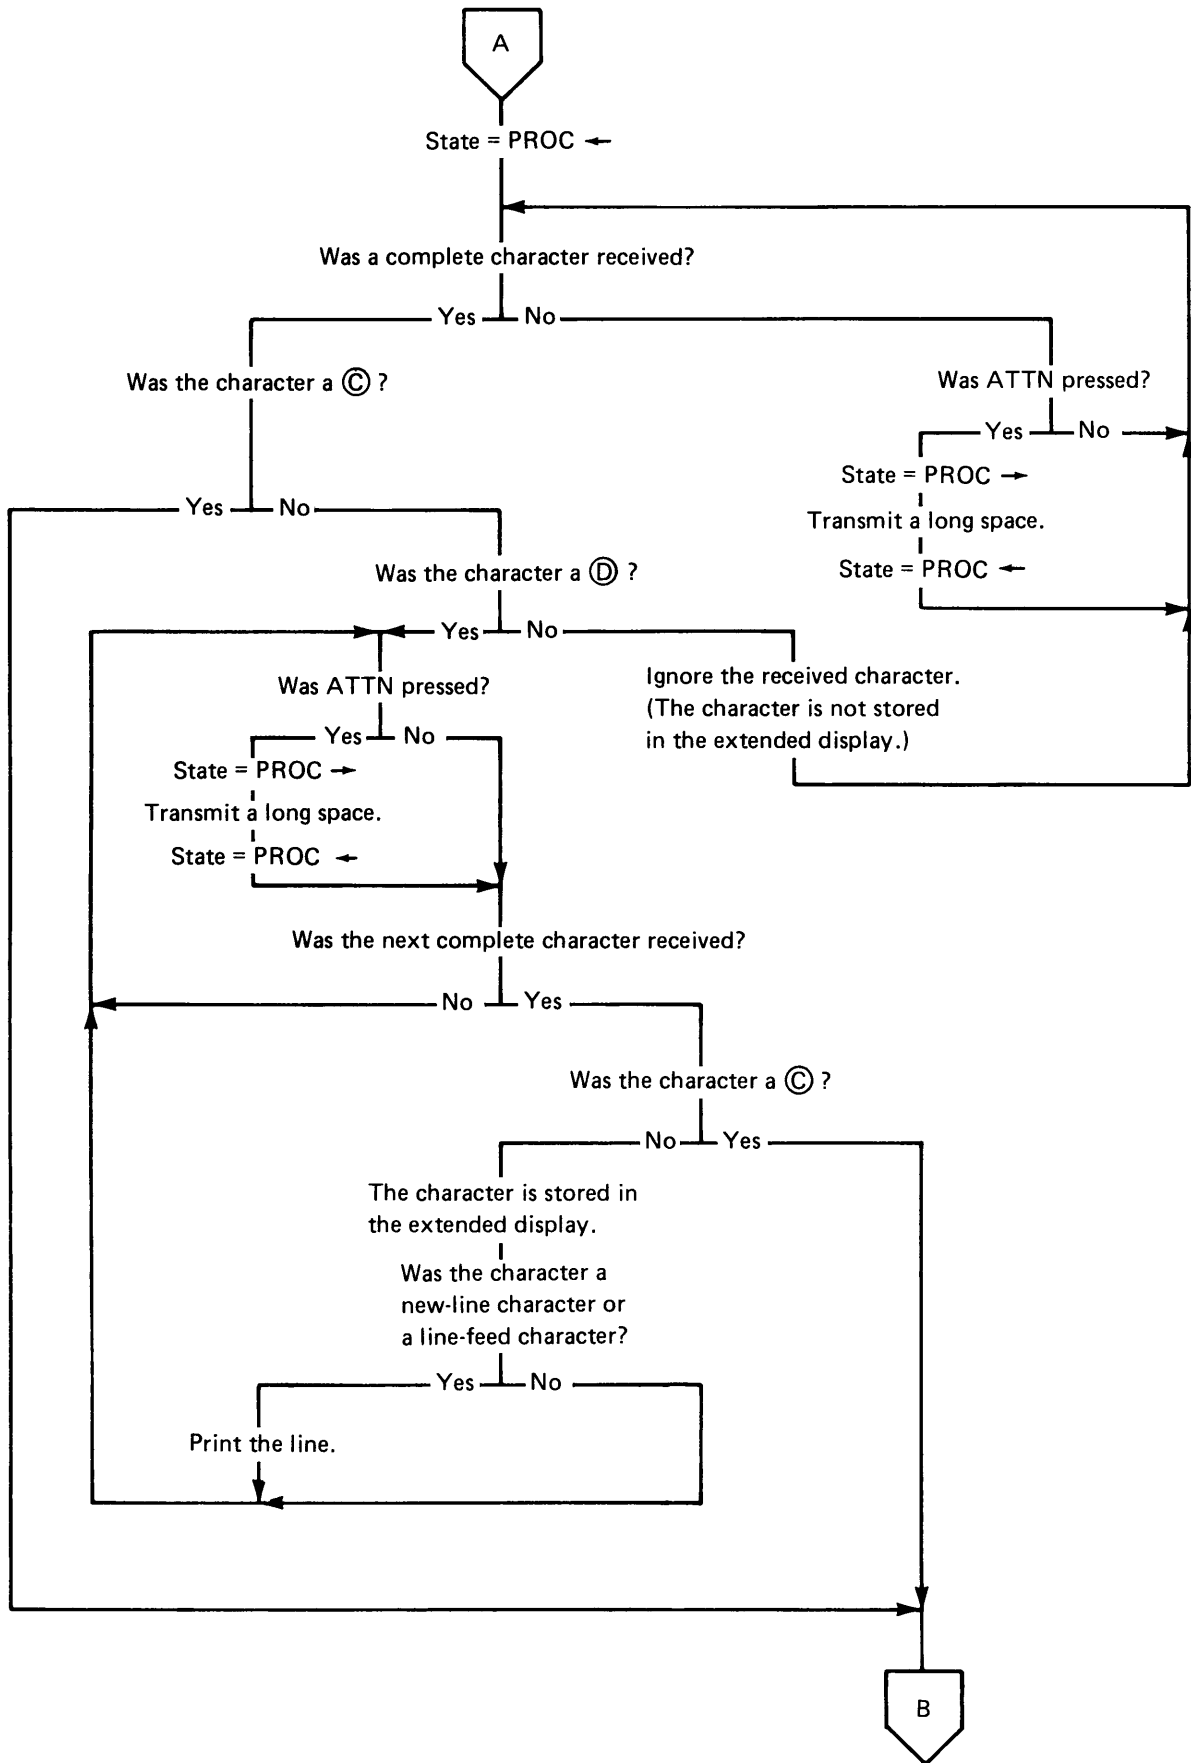 A
State = PROC ←
Was a complete character received?
Yes No
Was the character a Ⓒ ?
Was ATTN pressed?
Yes No
State = PROC →
Transmit a long space.
State = PROC ←
Yes No
Was the character a Ⓓ ?
Yes No
Was ATTN pressed?
Ignore the received character.
(The character is not stored
in the extended display.)
Yes No
State = PROC →
Transmit a long space.
State = PROC ←
Was the next complete character received?
No Yes
Was the character a Ⓒ ?
No Yes
The character is stored in
the extended display.
Was the character a
new-line character or
a line-feed character?
Yes No
Print the line.
B